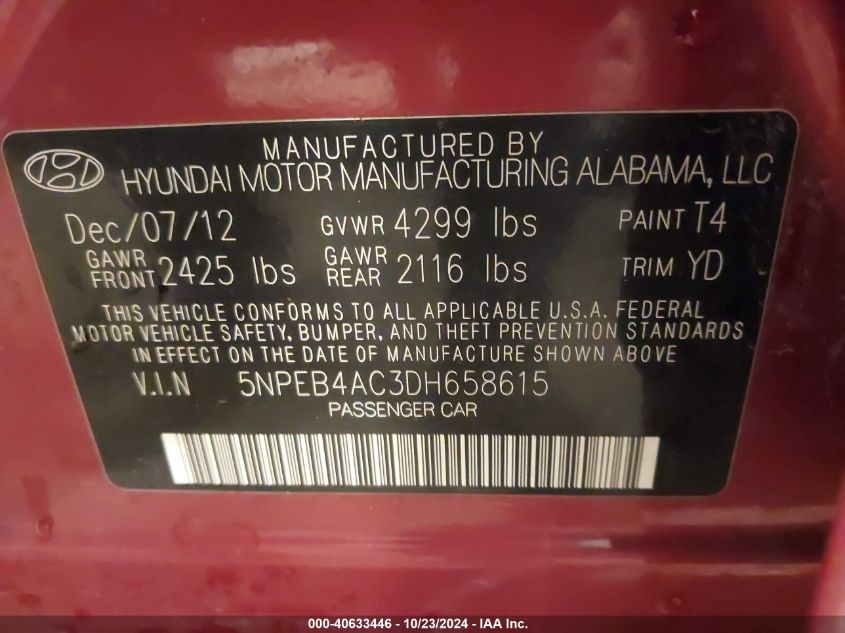 MANUFACTURED BY
HYUNDAI MOTOR MANUFACTURING ALABAMA, LLC
Dec/07/12 GVWR 4299 lbs PAINT T4
GAWR FRONT 2425 lbs GAWR REAR 2116 lbs TRIM YD
THIS VEHICLE CONFORMS TO ALL APPLICABLE U.S.A. FEDERAL
MOTOR VEHICLE SAFETY, BUMPER, AND THEFT PREVENTION STANDARDS
IN EFFECT ON THE DATE OF MANUFACTURE SHOWN ABOVE
V.I.N 5NPEB4AC3DH658615
PASSENGER CAR
000-40633446 - 10/23/2024 - IAA Inc.